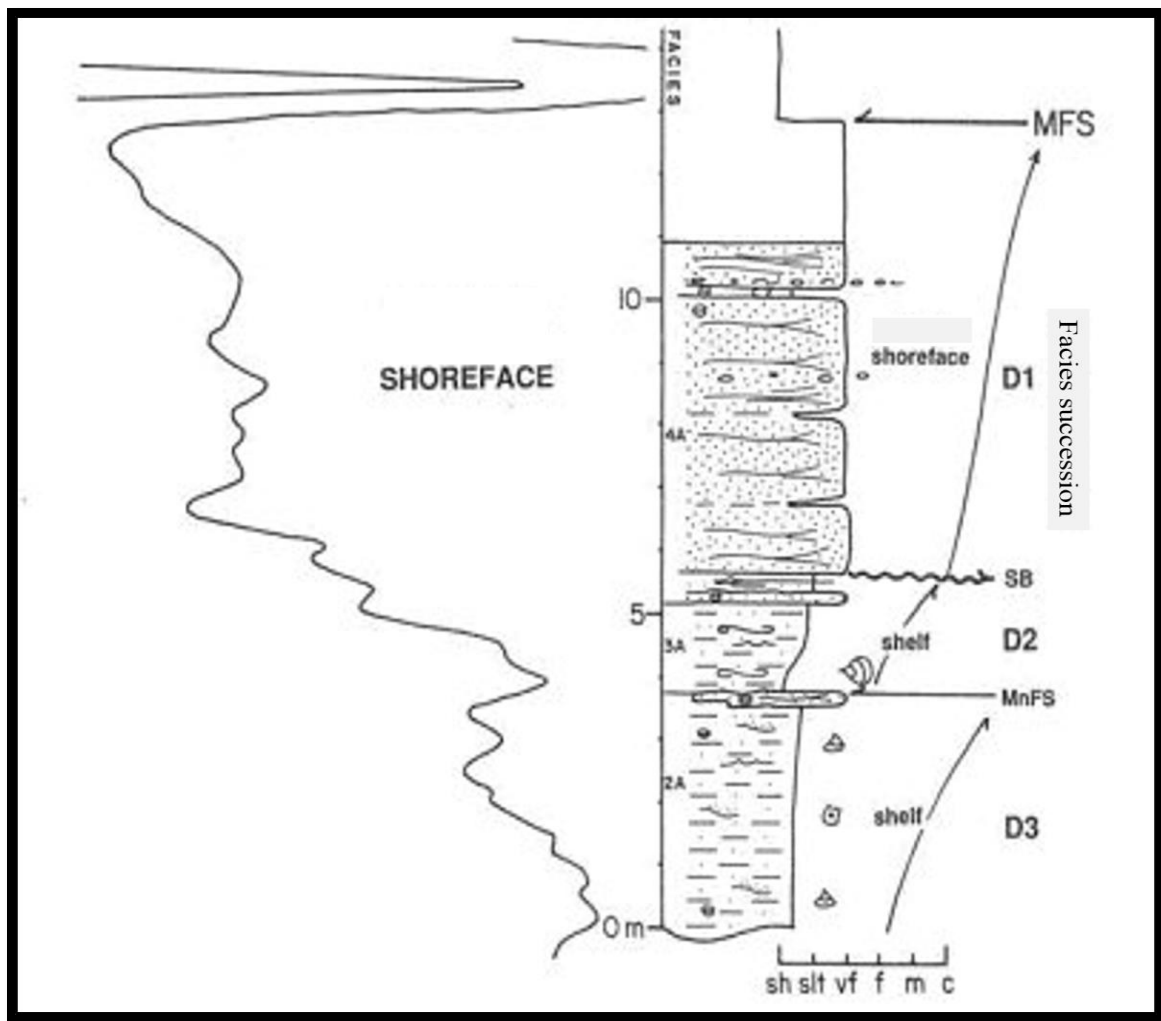 FACIES
MFS
10
shoreface
SHOREFACE
D1
Facies succession
4A
SB
5
3A
shelf
D2
MnFS
2A
shelf
D3
0 m
sh slt vf f m c